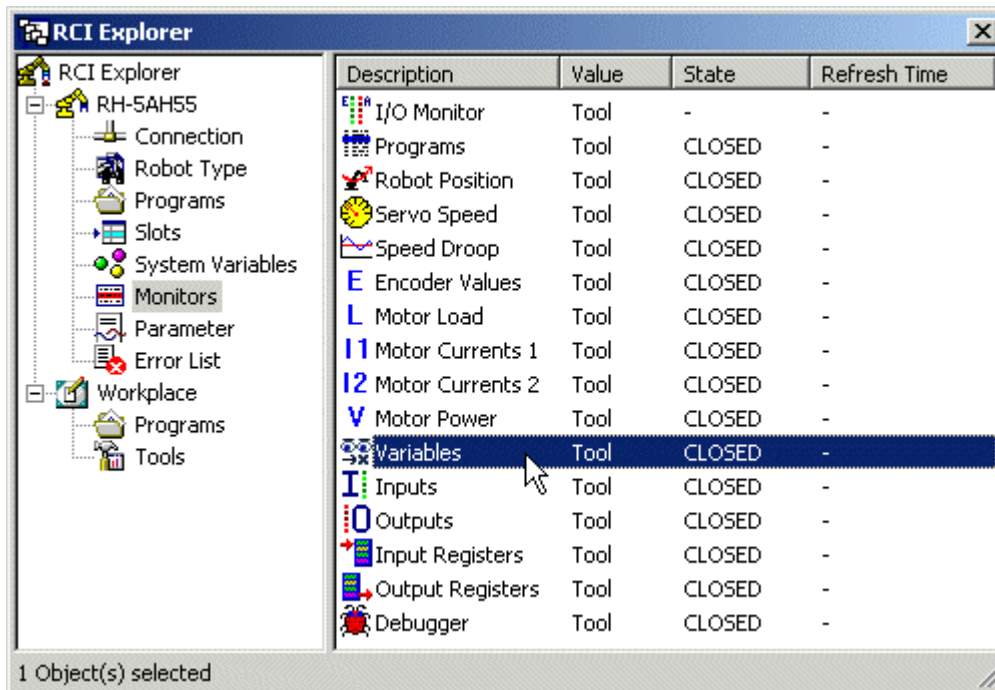 RCI Explorer
RCI Explorer
RH-5AH55
Connection
Robot Type
Programs
Slots
System Variables
Monitors
Parameter
Error List
Workplace
Programs
Tools
Description Value State Refresh Time
I/O Monitor Tool - -
Programs Tool CLOSED -
Robot Position Tool CLOSED -
Servo Speed Tool CLOSED -
Speed Droop Tool CLOSED -
E Encoder Values Tool CLOSED -
L Motor Load Tool CLOSED -
I1 Motor Currents 1 Tool CLOSED -
I2 Motor Currents 2 Tool CLOSED -
V Motor Power Tool CLOSED -
Variables Tool CLOSED -
I Inputs Tool CLOSED -
O Outputs Tool CLOSED -
Input Registers Tool CLOSED -
Output Registers Tool CLOSED -
Debugger Tool CLOSED -
1 Object(s) selected